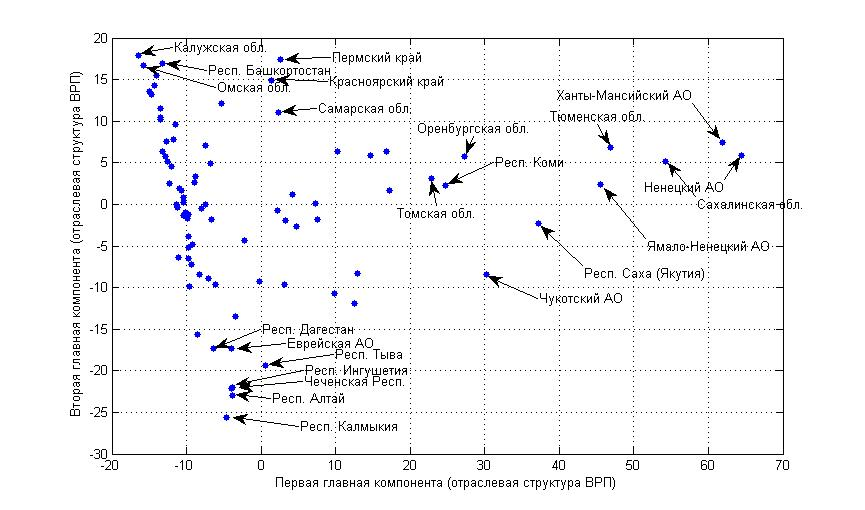 20
Калужская обл.
Пермский край
Респ. Башкортостан
15
Омская обл.
Красноярский край
Ханты-Мансийский АО
Самарская обл.
Тюменская обл.
10
Оренбургская обл.
5
Респ. Коми
Ненецкий АО
0
Томская обл.
Сахалинская обл.
Ямало-Ненецкий АО
-5
Респ. Саха (Якутия)
-10
Чукотский АО
-15
Респ. Дагестан
Еврейская АО
Респ. Тыва
-20
Респ. Ингушетия
Чеченская Респ.
Респ. Алтай
-25
Респ. Калмыкия
-30
-20 -10 0 10 20 30 40 50 60 70
Первая главная компонента (отраслевая структура ВРП)
Вторая главная компонента (отраслевая структура ВРП)